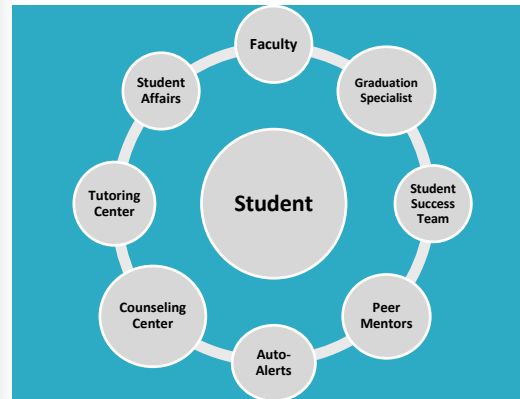 Faculty
Graduation
Specialist
Student
Success
Team
Peer
Mentors
Auto-
Alerts
Counseling
Center
Tutoring
Center
Student
Affairs
Student